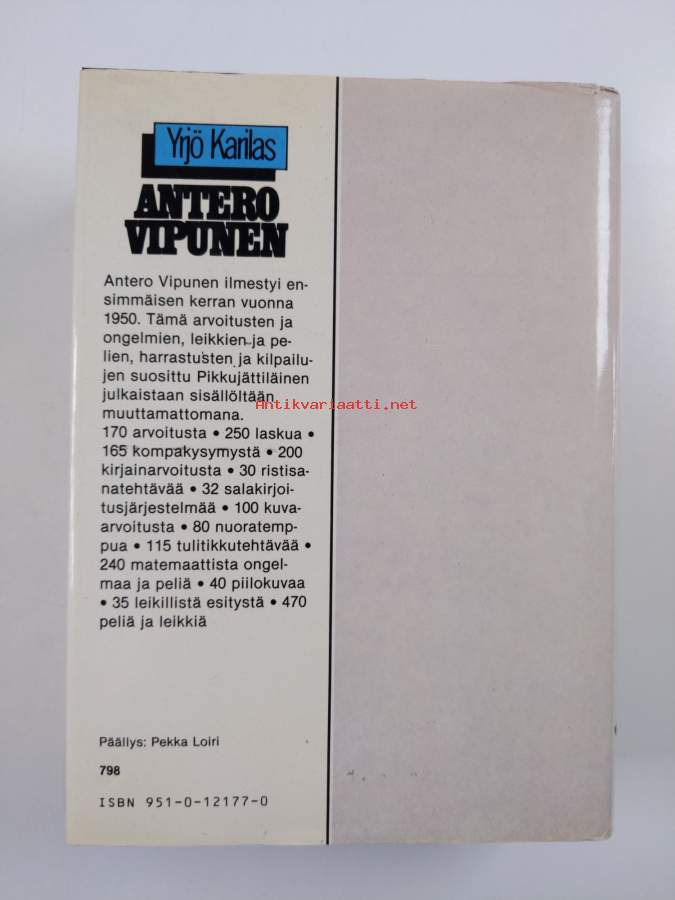 Yrjö Karilas
ANTERO
VIPUNEN
Antero Vipunen ilmestyi en-
simmäisen kerran vuonna
1950. Tämä arvoitusten ja
ongelmien, leikkien ja pe-
lien, harrastusten ja kilpailu-
jen suosittu Pikkujättiläinen
julkaistaan sisällöltään
muuttamattomana.
Antikvariaatti.net
170 arvoitusta • 250 laskua •
165 kompakysymystä • 200
kirjainarvoitusta • 30 ristisa-
natehtävää • 32 salakirjoi-
tusjärjestelmää • 100 kuva-
arvoitusta • 80 nuoratemp-
pua • 115 tulitikkutehtävää •
240 matemaattista ongel-
maa ja peliä • 40 piilokuvaa
• 35 leikillistä esitystä • 470
peliä ja leikkiä
Päällys: Pekka Loiri
798
ISBN 951-0-12177-0